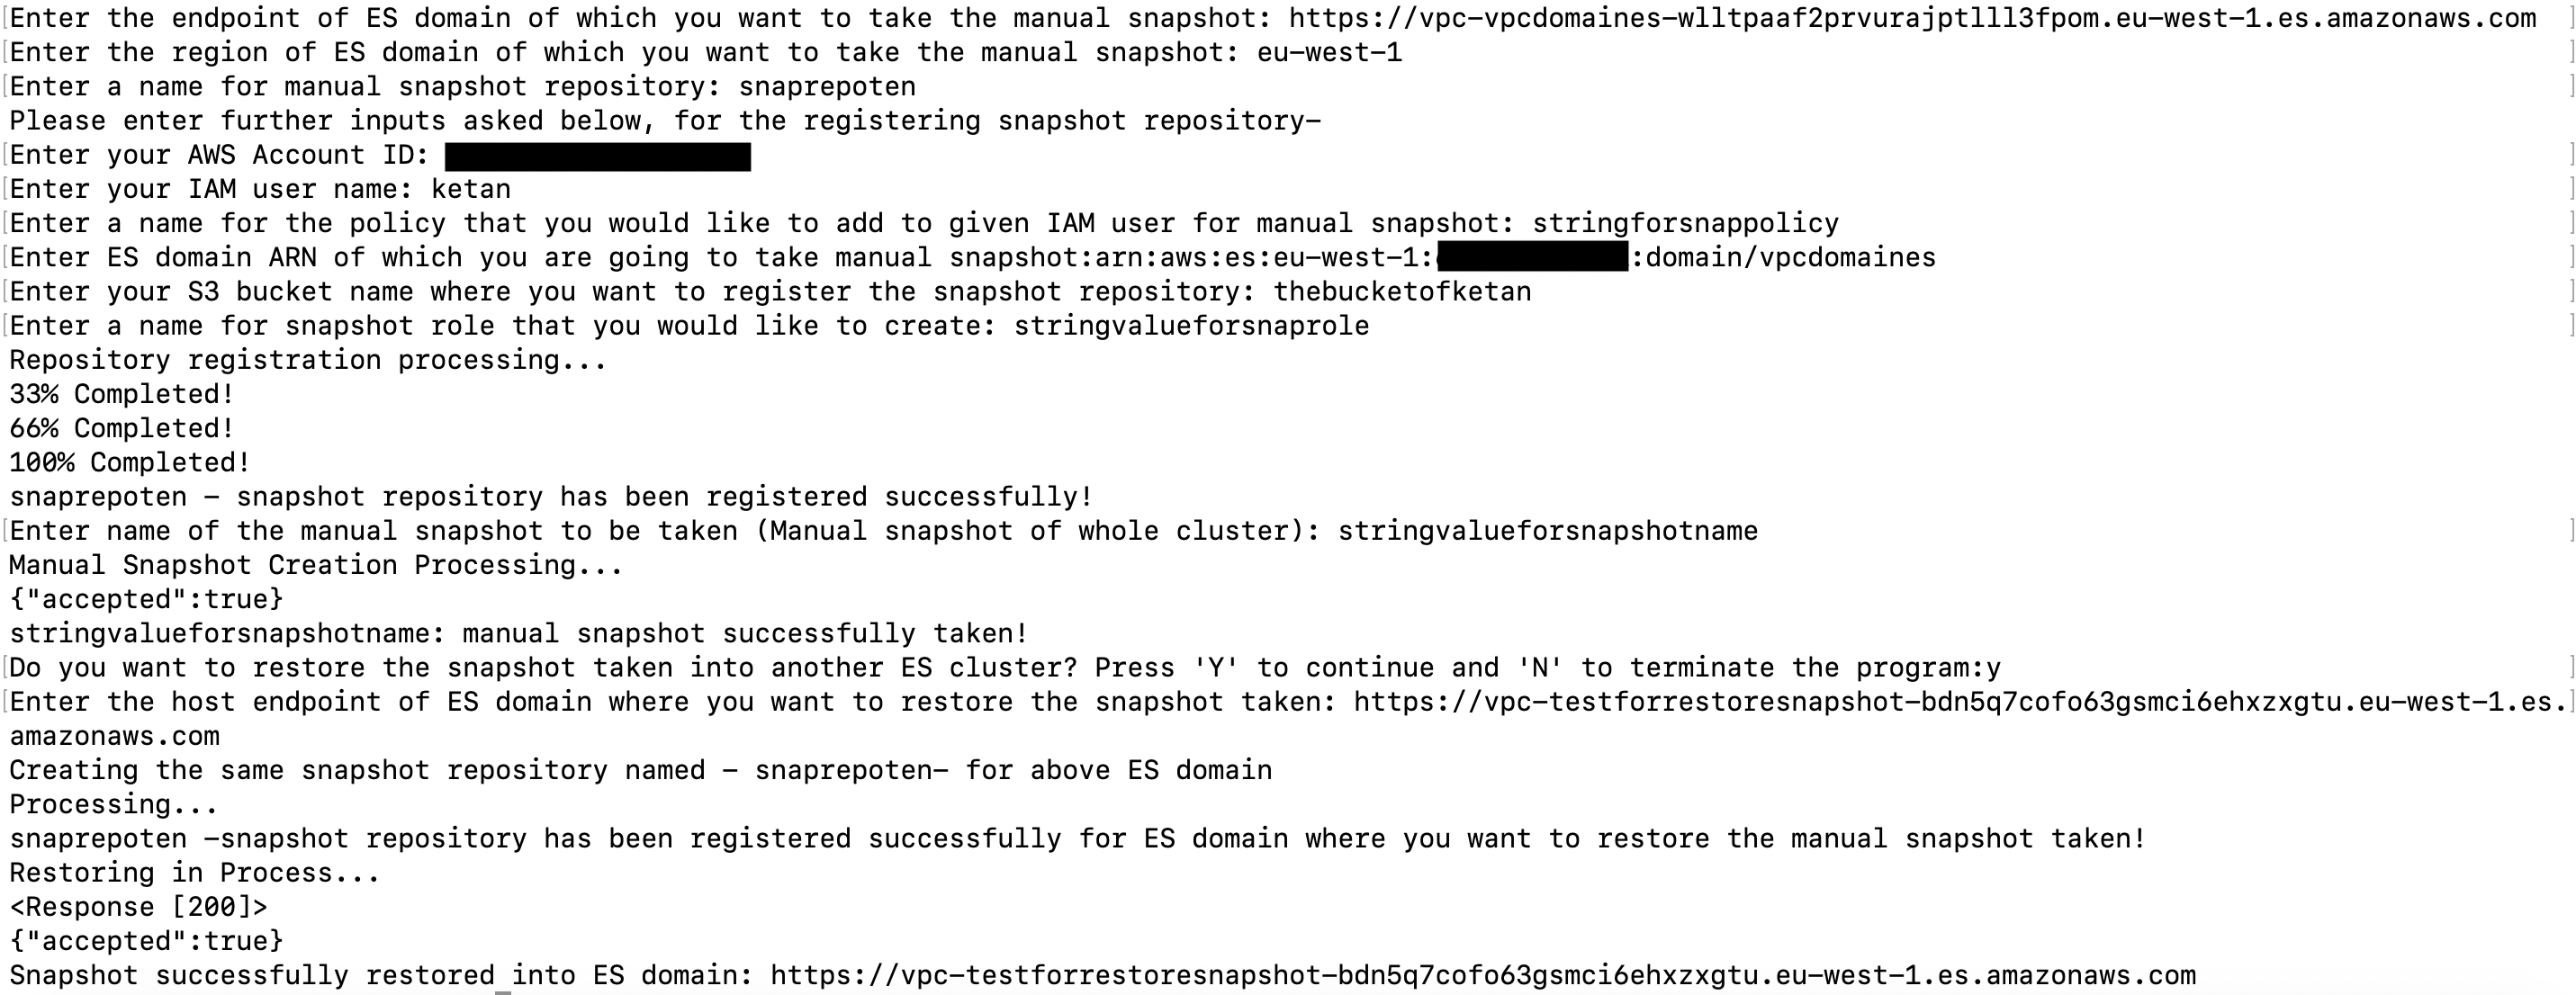 Enter the endpoint of ES domain of which you want to take the manual snapshot: https://vpc-vpcdomaines-wlltpaaf2prvurajptlll3fpom.eu-west-1.es.amazonaws.com
Enter the region of ES domain of which you want to take the manual snapshot: eu-west-1
Enter a name for manual snapshot repository: snaprepoten
Please enter further inputs asked below, for the registering snapshot repository-
Enter your AWS Account ID:
Enter your IAM user name: ketan
Enter a name for the policy that you would like to add to given IAM user for manual snapshot: stringforsnappolicy
Enter ES domain ARN of which you are going to take manual snapshot:arn:aws:es:eu-west-1: :domain/vpcdomaines
Enter your S3 bucket name where you want to register the snapshot repository: thebucketofketan
Enter a name for snapshot role that you would like to create: stringvalueforsnaprole
Repository registration processing...
33% Completed!
66% Completed!
100% Completed!
snaprepoten - snapshot repository has been registered successfully!
Enter name of the manual snapshot to be taken (Manual snapshot of whole cluster): stringvalueforsnapshotname
Manual Snapshot Creation Processing...
{"accepted":true}
stringvalueforsnapshotname: manual snapshot successfully taken!
Do you want to restore the snapshot taken into another ES cluster? Press 'Y' to continue and 'N' to terminate the program:y
Enter the host endpoint of ES domain where you want to restore the snapshot taken: https://vpc-testforrestoresnapshot-bdn5q7cofo63gsmci6ehxzxgtu.eu-west-1.es.
amazonaws.com
Creating the same snapshot repository named - snaprepoten- for above ES domain
Processing...
snaprepoten -snapshot repository has been registered successfully for ES domain where you want to restore the manual snapshot taken!
Restoring in Process...
<Response [200]>
{"accepted":true}
Snapshot successfully restored into ES domain: https://vpc-testforrestoresnapshot-bdn5q7cofo63gsmci6ehxzxgtu.eu-west-1.es.amazonaws.com